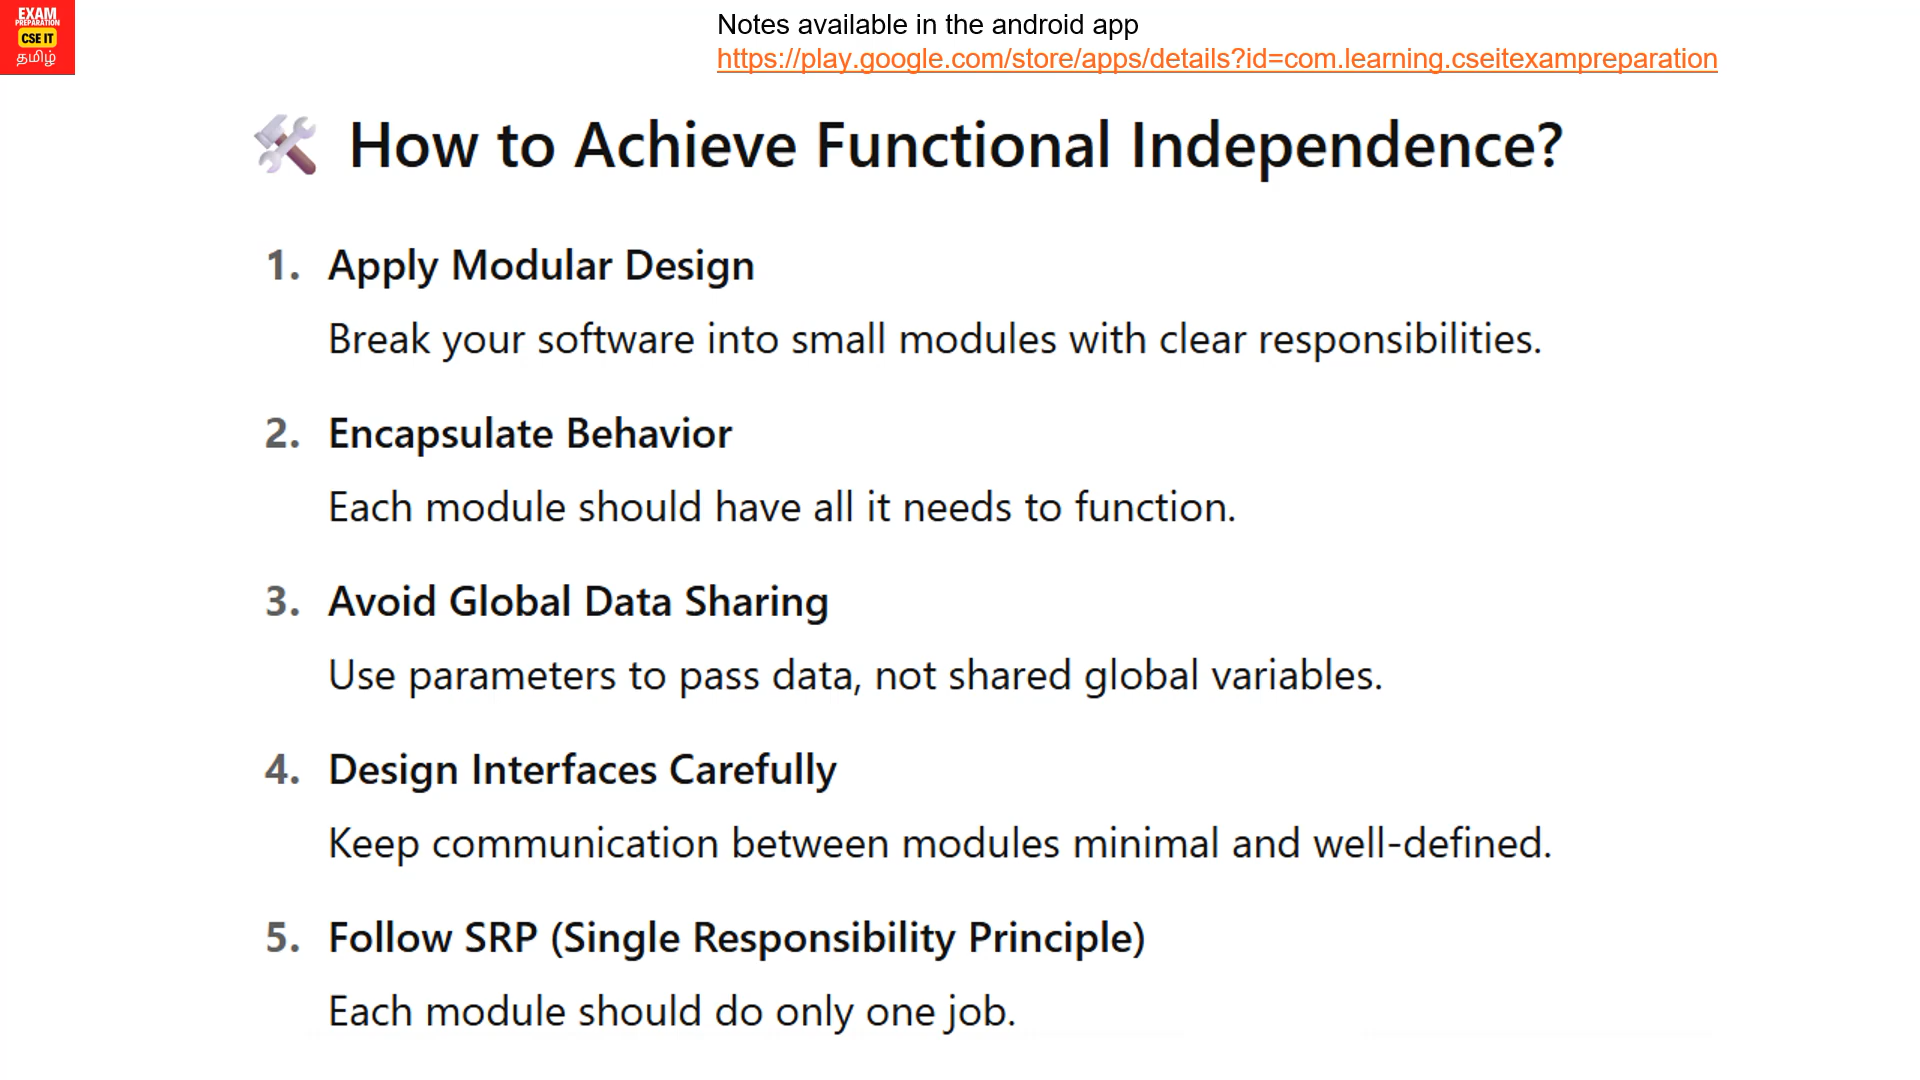 EXAM
PREPARATION
CSE IT
தமிழ்
Notes available in the android app
https://play.google.com/store/apps/details?id=com.learning.cseitexampreparation
How to Achieve Functional Independence?
1. Apply Modular Design
Break your software into small modules with clear responsibilities.
2. Encapsulate Behavior
Each module should have all it needs to function.
3. Avoid Global Data Sharing
Use parameters to pass data, not shared global variables.
4. Design Interfaces Carefully
Keep communication between modules minimal and well-defined.
5. Follow SRP (Single Responsibility Principle)
Each module should do only one job.